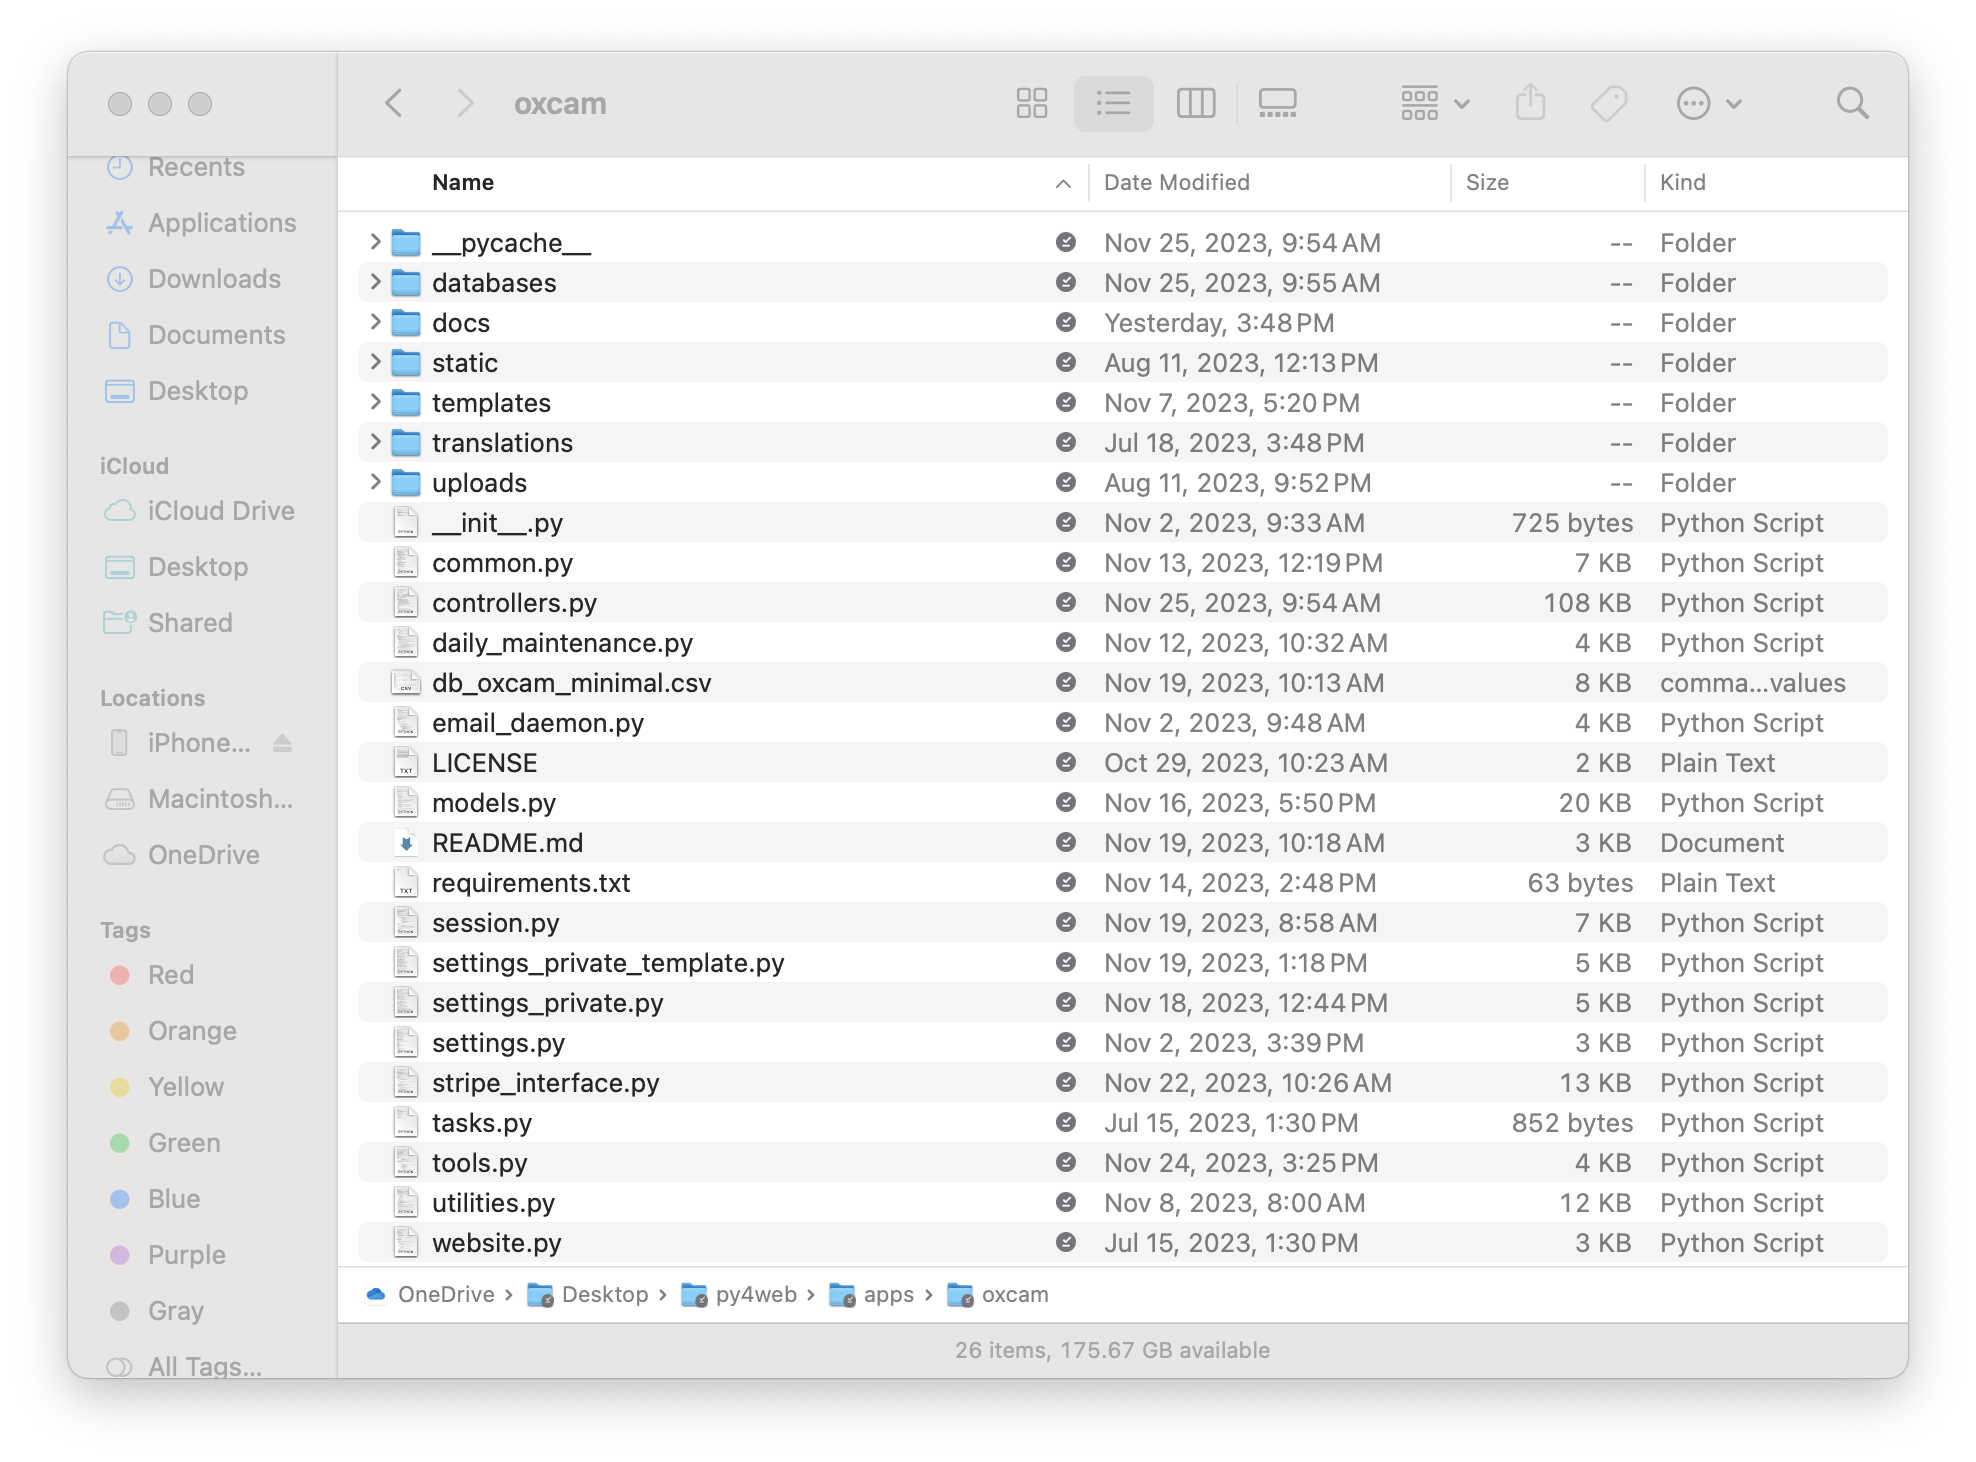 oxcam
Recents
Applications
Downloads
Documents
Desktop
iCloud
iCloud Drive
Desktop
Shared
Locations
iPhone...
Macintosh...
OneDrive
Tags
Red
Orange
Yellow
Green
Blue
Purple
Gray
All Tags...
Name Date Modified Size Kind
__pycache__ Nov 25, 2023, 9:54 AM -- Folder
databases Nov 25, 2023, 9:55 AM -- Folder
docs Yesterday, 3:48 PM -- Folder
static Aug 11, 2023, 12:13 PM -- Folder
templates Nov 7, 2023, 5:20 PM -- Folder
translations Jul 18, 2023, 3:48 PM -- Folder
uploads Aug 11, 2023, 9:52 PM -- Folder
__init__.py Nov 2, 2023, 9:33 AM 725 bytes Python Script
common.py Nov 13, 2023, 12:19 PM 7 KB Python Script
controllers.py Nov 25, 2023, 9:54 AM 108 KB Python Script
daily_maintenance.py Nov 12, 2023, 10:32 AM 4 KB Python Script
db_oxcam_minimal.csv Nov 19, 2023, 10:13 AM 8 KB comma...values
email_daemon.py Nov 2, 2023, 9:48 AM 4 KB Python Script
LICENSE Oct 29, 2023, 10:23 AM 2 KB Plain Text
models.py Nov 16, 2023, 5:50 PM 20 KB Python Script
README.md Nov 19, 2023, 10:18 AM 3 KB Document
requirements.txt Nov 14, 2023, 2:48 PM 63 bytes Plain Text
session.py Nov 19, 2023, 8:58 AM 7 KB Python Script
settings_private_template.py Nov 19, 2023, 1:18 PM 5 KB Python Script
settings_private.py Nov 18, 2023, 12:44 PM 5 KB Python Script
settings.py Nov 2, 2023, 3:39 PM 3 KB Python Script
stripe_interface.py Nov 22, 2023, 10:26 AM 13 KB Python Script
tasks.py Jul 15, 2023, 1:30 PM 852 bytes Python Script
tools.py Nov 24, 2023, 3:25 PM 4 KB Python Script
utilities.py Nov 8, 2023, 8:00 AM 12 KB Python Script
website.py Jul 15, 2023, 1:30 PM 3 KB Python Script
OneDrive › Desktop › py4web › apps › oxcam
26 items, 175.67 GB available